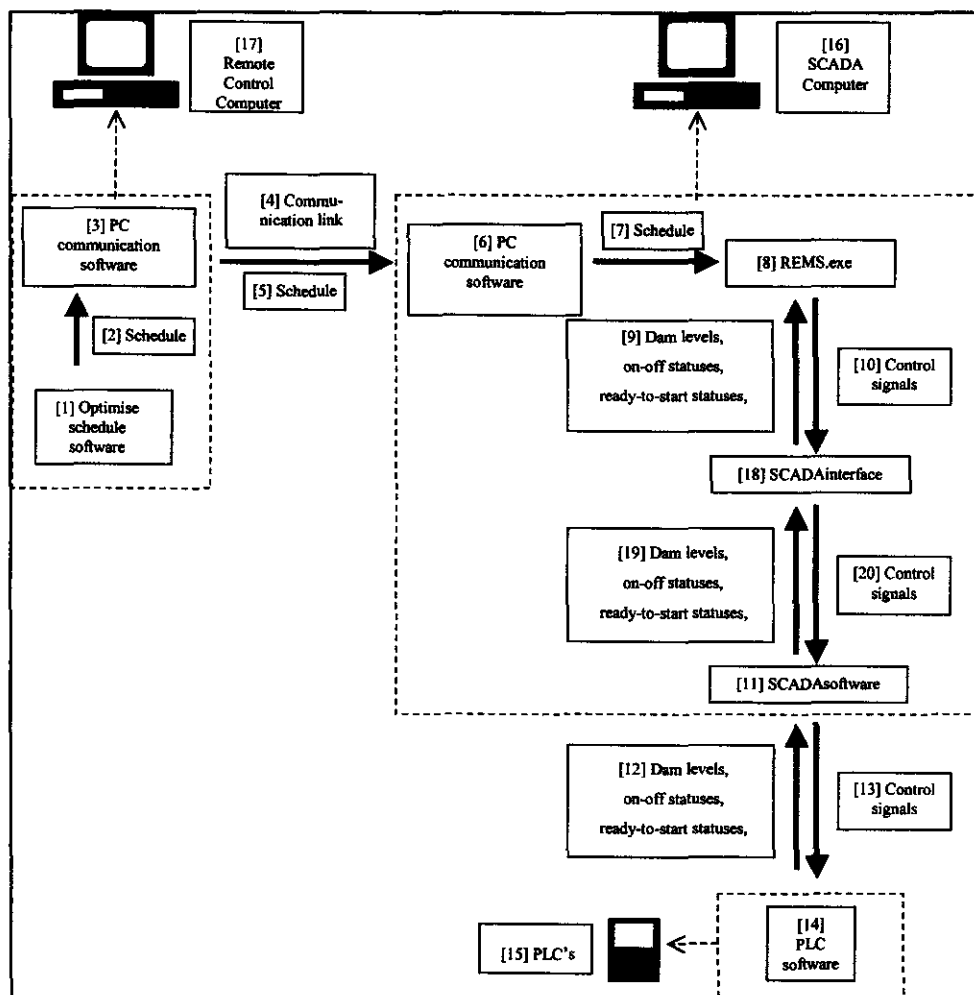 [17]
Remote
Control
Computer
[16]
SCADA
Computer
[3] PC
communication
software
[4] Commu-
nication link
[5] Schedule
[2] Schedule
[1] Optimise
schedule
software
[6] PC
communication
software
[7] Schedule
[8] REMS.exe
[9] Dam levels,
on-off statuses,
ready-to-start statuses,
[10] Control
signals
[18] SCADAinterface
[19] Dam levels,
on-off statuses,
ready-to-start statuses,
[20] Control
signals
[11] SCADAsoftware
[12] Dam levels,
on-off statuses,
ready-to-start statuses,
[13] Control
signals
[15] PLC's
[14]
PLC
software